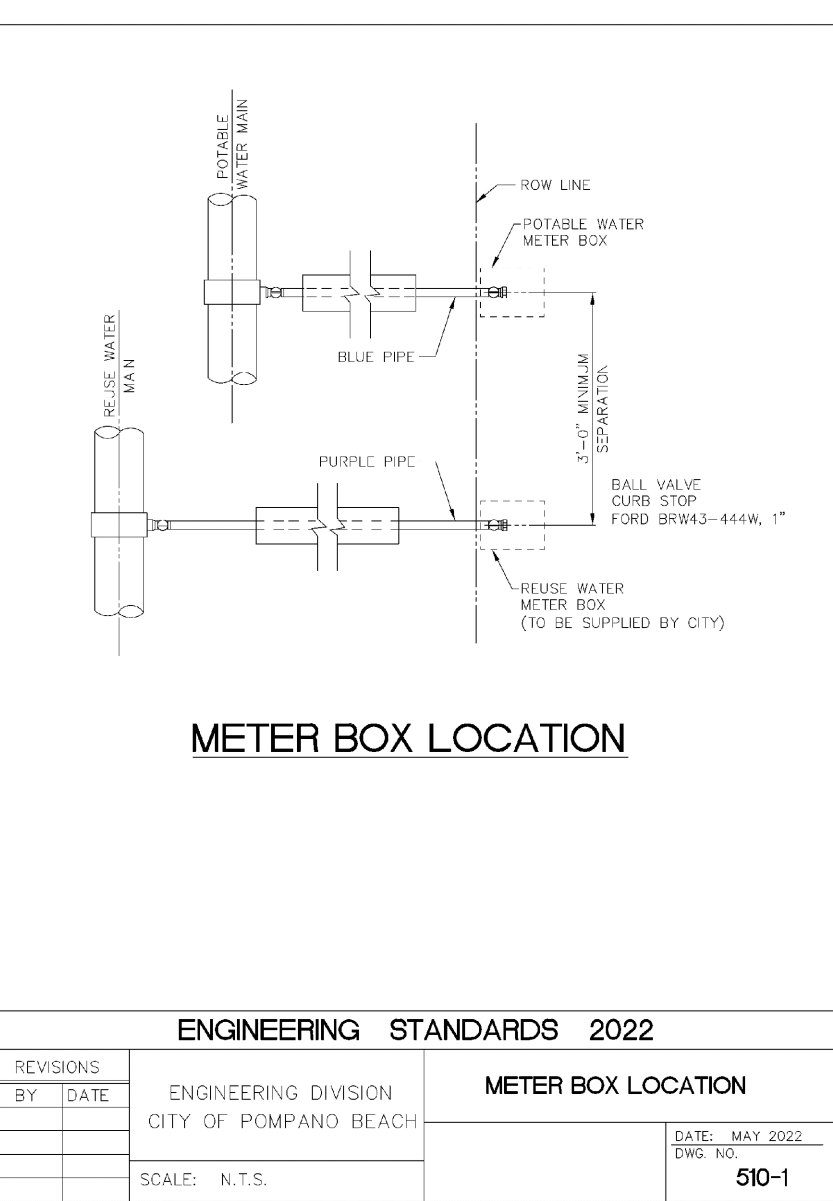 POTABLE
WATER MAIN
ROW LINE
POTABLE WATER
METER BOX
REUSE WATER
MAIN
BLUE PIPE
3'-0" MINIMUM
SEPARATION
PURPLE PIPE
BALL VALVE
CURB STOP
FORD BRW43-444W, 1"
REUSE WATER
METER BOX
(TO BE SUPPLIED BY CITY)
METER BOX LOCATION
ENGINEERING STANDARDS 2022
REVISIONS
BY DATE
ENGINEERING DIVISION
CITY OF POMPANO BEACH
SCALE: N.T.S.
METER BOX LOCATION
DATE: MAY 2022
DWG. NO.
510-1